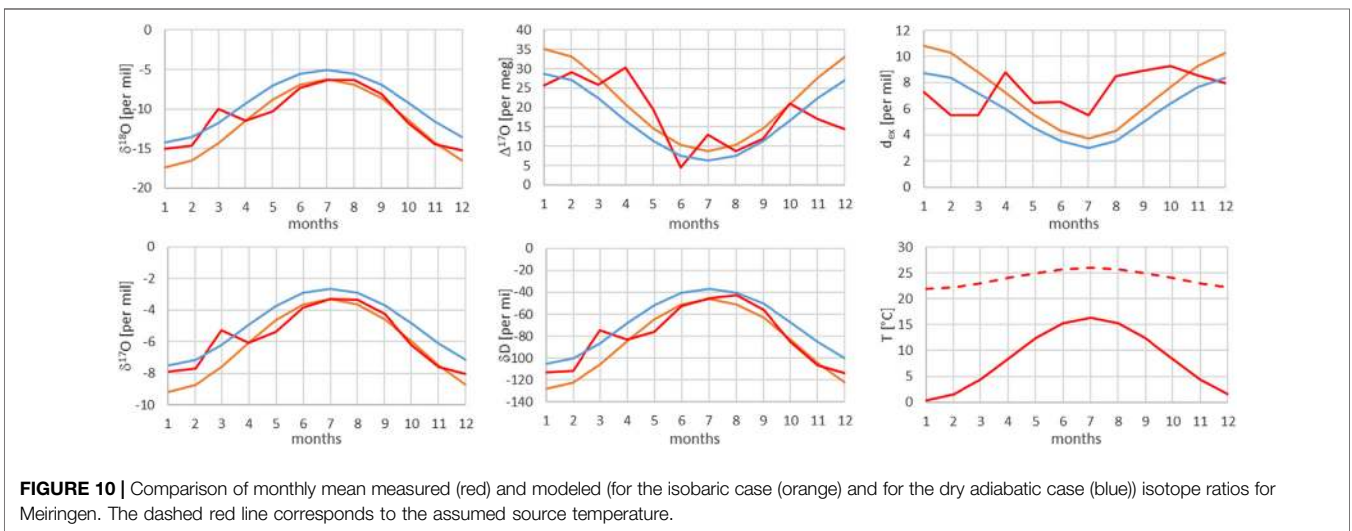 δ¹⁸O [per mil]
0
-5
-10
-15
-20
1 2 3 4 5 6 7 8 9 10 11 12
months
Δ¹⁷O [per meg]
40
35
30
25
20
15
10
5
0
1 2 3 4 5 6 7 8 9 10 11 12
months
dₑₓ [per mil]
12
10
8
6
4
2
0
1 2 3 4 5 6 7 8 9 10 11 12
months
δ¹⁷O [per mil]
0
-2
-4
-6
-8
-10
1 2 3 4 5 6 7 8 9 10 11 12
months
δD [per mi]
0
-20
-40
-60
-80
-100
-120
-140
1 2 3 4 5 6 7 8 9 10 11 12
months
T [°C]
30
25
20
15
10
5
0
1 2 3 4 5 6 7 8 9 10 11 12
months
FIGURE 10 | Comparison of monthly mean measured (red) and modeled (for the isobaric case (orange) and for the dry adiabatic case (blue)) isotope ratios for
Meiringen. The dashed red line corresponds to the assumed source temperature.